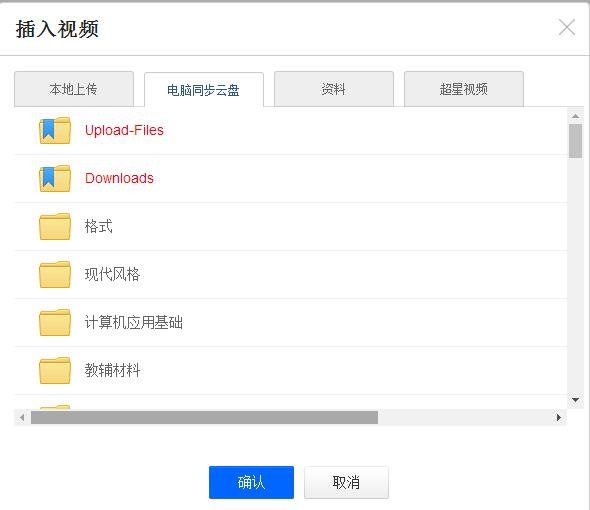 插入视频
本地上传
电脑同步云盘
资料
超星视频
Upload-Files
Downloads
格式
现代风格
计算机应用基础
教辅材料
确认
取消